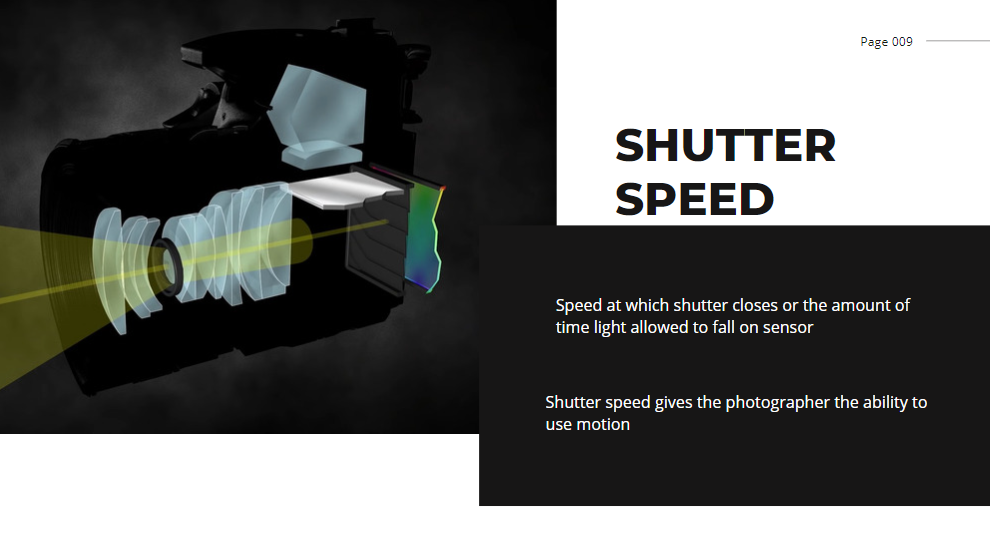 Page 009
SHUTTER
SPEED
Speed at which shutter closes or the amount of
time light allowed to fall on sensor
Shutter speed gives the photographer the ability to
use motion